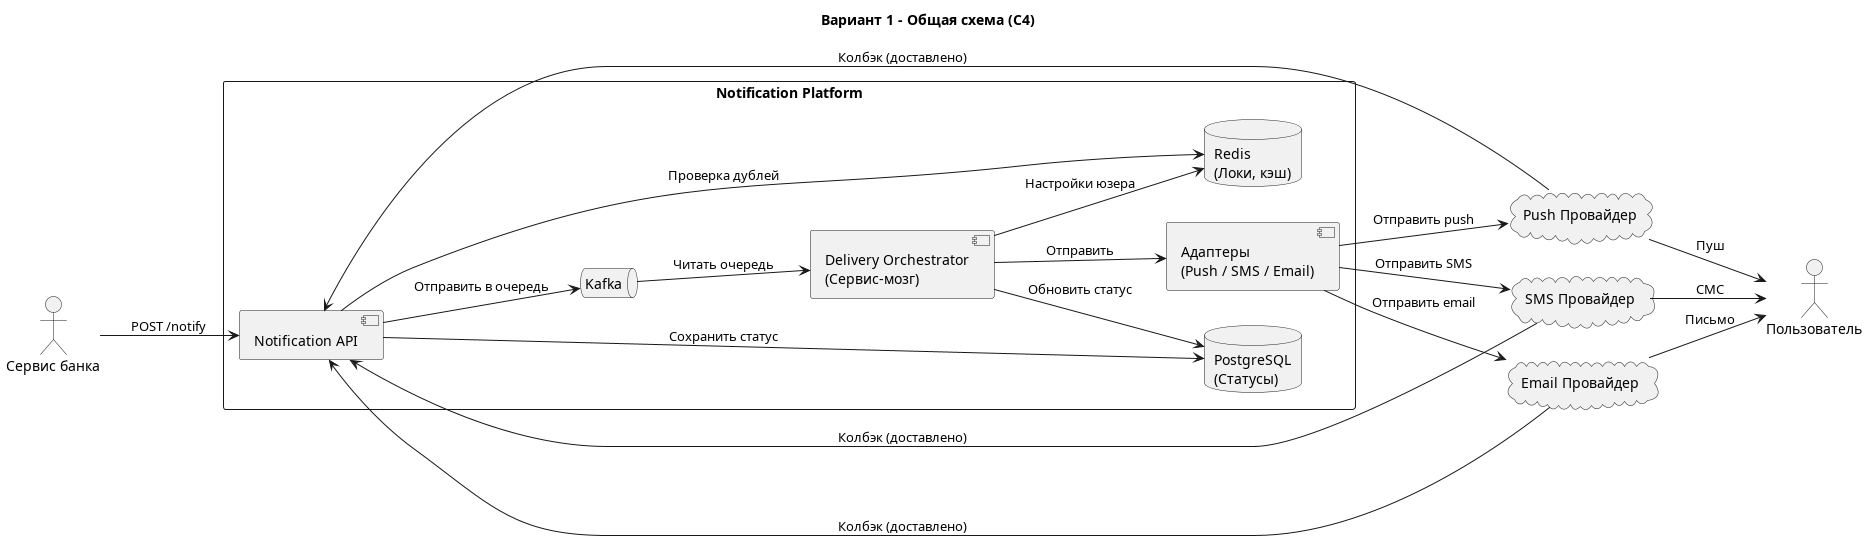 Вариант 1 - Общая схема (C4)
Колбэк (доставлено)
Notification Platform
Redis
(Локи, кэш)
Проверка дублей
Настройки юзера
Push Провайдер
Отправить push
Пуш
Адаптеры
(Push / SMS / Email)
Отправить
Delivery Orchestrator
(Сервис-мозг)
Читать очередь
Kafka
Отправить в очередь
Отправить SMS
SMS Провайдер
СМС
Пользователь
Обновить статус
Отправить email
Письмо
POST /notify
Сервис банка
Notification API
Сохранить статус
PostgreSQL
(Статусы)
Email Провайдер
Колбэк (доставлено)
Колбэк (доставлено)